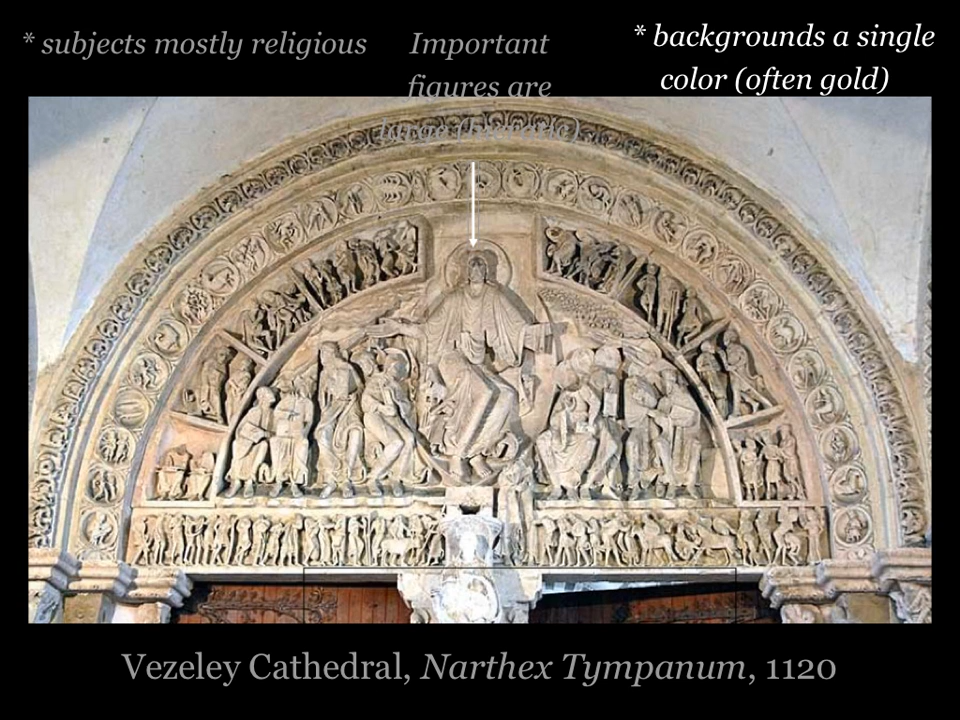 * subjects mostly religious
Important
figures are
* backgrounds a single
color (often gold)
Vezeley Cathedral, Narthex Tympanum, 1120